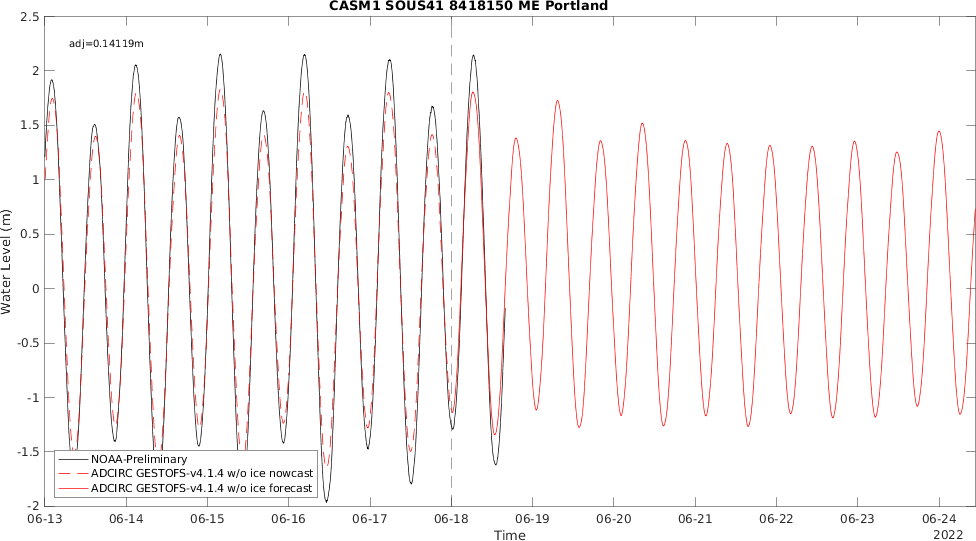 CASM1 SOUS41 8418150 ME Portland
adj=0.14119m
2.5
2
1.5
1
0.5
0
-0.5
-1
-1.5
-2
Water Level (m)
NOAA-Preliminary
ADCIRC GESTOFS-v4.1.4 w/o ice nowcast
ADCIRC GESTOFS-v4.1.4 w/o ice forecast
06-13 06-14 06-15 06-16 06-17 06-18 06-19 06-20 06-21 06-22 06-23 06-24
Time
2022